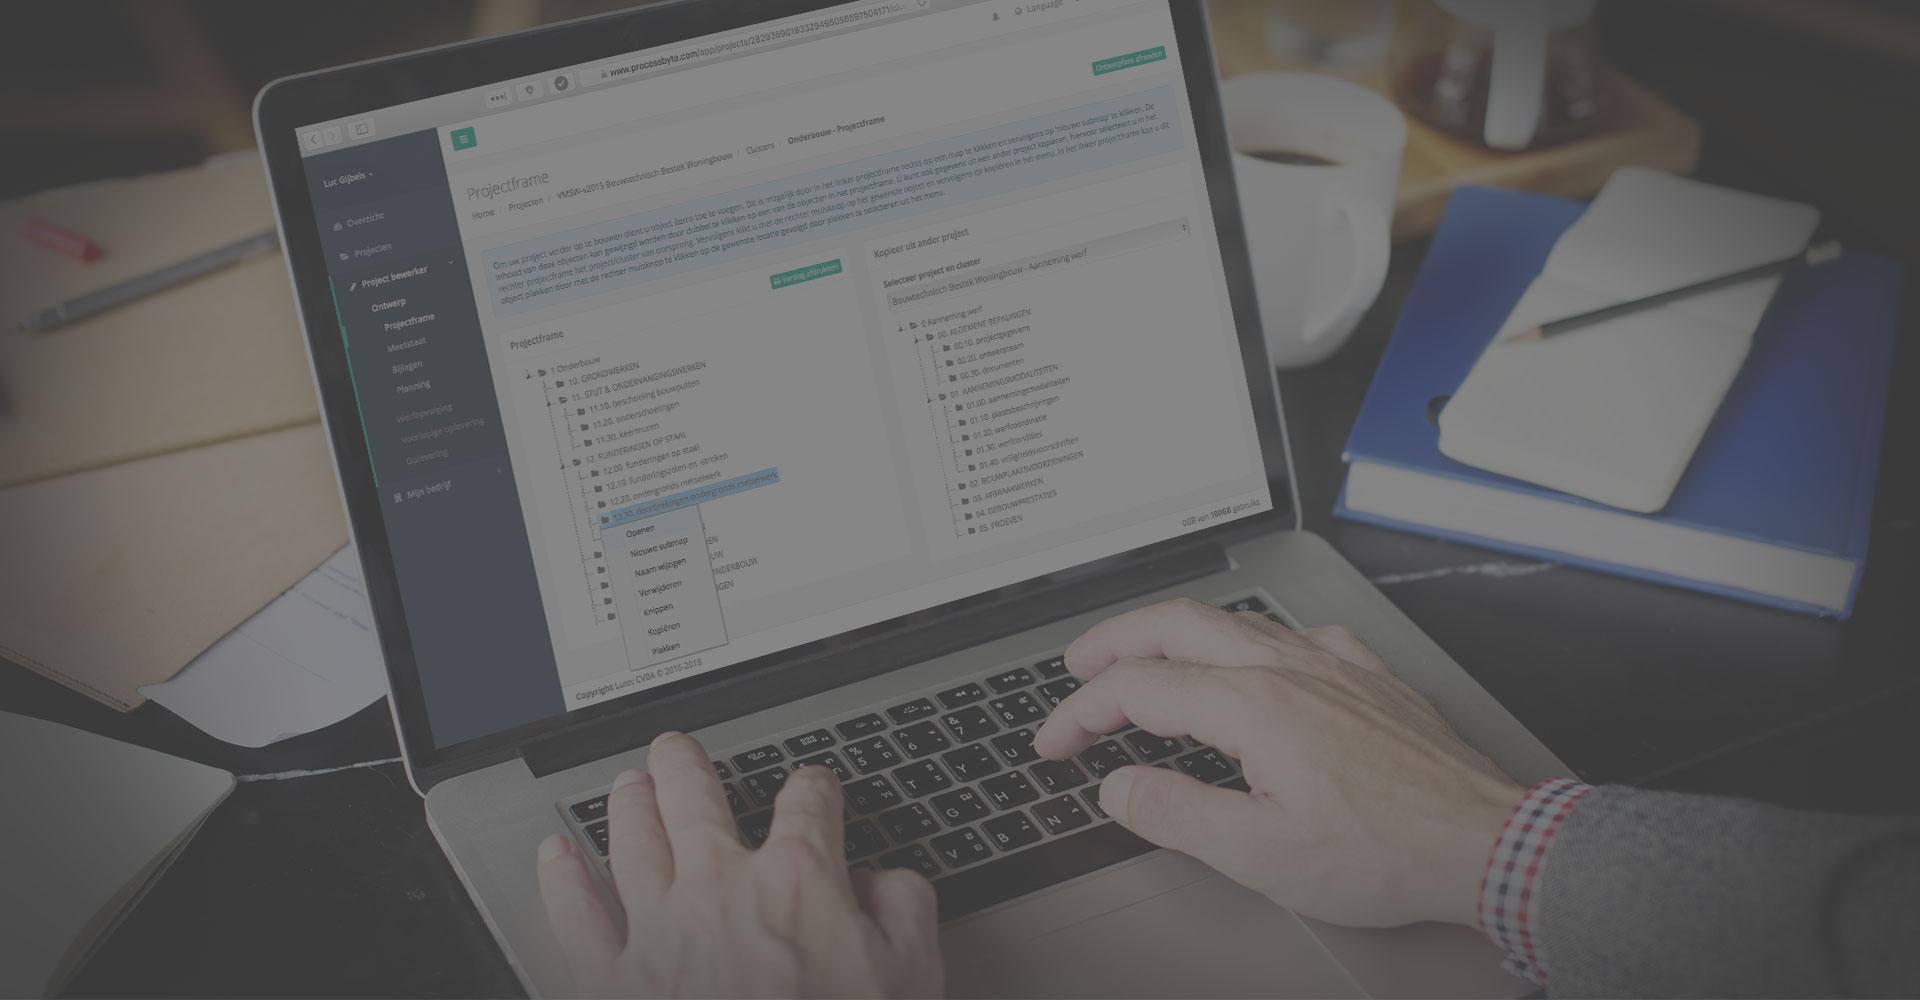 www.processbyte.com/app/projects/28293690193329495056597504171/clu
Language
Ontwerpfase afronden
Luc Gijbels
Overzicht
Projecten
Project bewerker
Ontwerp
Projectframe
Meetstaat
Bijlagen
Planning
Werfopvolging
Voorlopige oplevering
Oplevering
Mijn bedrijf
Projectframe
Home / Projecten / VMSW-v2015 Bouwtechnisch Bestek Woningbouw / Clusters / Onderbouw - Projectframe
Om uw project verder op te bouwen dient u object items toe te voegen. Dit is mogelijk door in het linker projectframe rechts op een map te klikken en vervolgens op 'nieuwe submap' te klikken. De
inhoud van deze objecten kan gewijzigd worden door dubbel te klikken op een van de objecten in het projectframe. U kunt ook gegevens uit een ander project kopiëren, hiervoor selecteert u in het
rechter projectframe het project/cluster van oorsprong. Vervolgens klikt u met de rechter muisknop op het gewenste object en vervolgens op kopiëren in het menu. In het linker projectframe kan u dit
object plakken door met de rechter muisknop te klikken op de gewenste locatie gevolgd door plakken te selecteren uit het menu.
Verslag afdrukken
Projectframe
1 Onderbouw
10. GRONDWERKEN
11. STUT & ONDERVANGINGSWERKEN
11.10. beschoeiing bouwputten
11.20. onderschoeiingen
11.30. keermuren
12. FUNDERINGEN OP STAAL
12.00. funderingen op staal
12.10. funderingszolen en -stroken
12.20. ondergronds metselwerk
12.30. doorbrekingen ondergronds metselwerk
Openen
Nieuwe submap
Naam wijzigen
Verwijderen
Knippen
Kopiëren
Plakken
Kopieer uit ander project
Selecteer project en cluster
Bouwtechnisch Bestek Woningbouw - Aanneming werf
0 Aanneming werf
00. ALGEMENE BEPALINGEN
00.10. projectgegevens
00.20. ontwerpteam
00.30. documenten
01. AANNEMINGSMODALITEITEN
01.00. aannemingsmodaliteiten
01.10. plaatsbeschrijvingen
01.20. werfcoördinatie
01.30. werfcondities
01.40. veiligheidsvoorschriften
02. BOUWPLAATSVOORZIENINGEN
03. AFBRAAKWERKEN
04. GEBOUWPRESTATIES
05. PROEVEN
Copyright Lutec CVBA © 2016-2018
0GB van 100GB gebruikt.
esc
5
6
7
8
9
T
Y
U
F
G
H
J
K
L
V
B
N